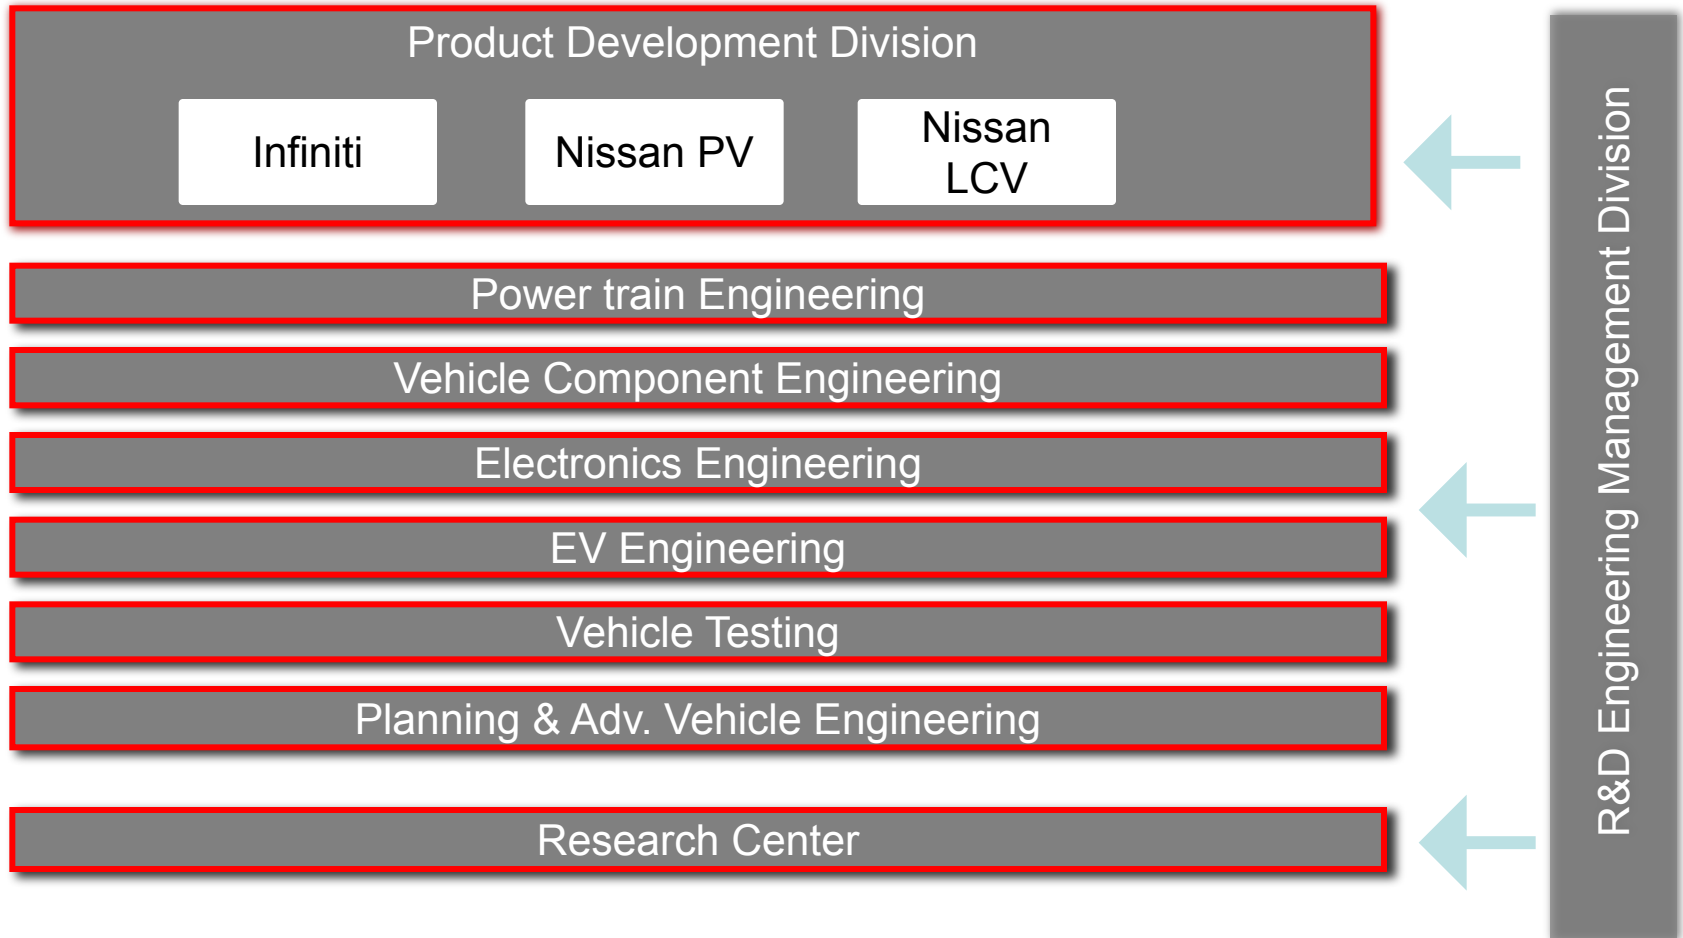 Product Development Division
Infiniti
Nissan PV
Nissan
LCV
Power train Engineering
Vehicle Component Engineering
Electronics Engineering
EV Engineering
Vehicle Testing
Planning & Adv. Vehicle Engineering
Research Center
R&D Engineering Management Division